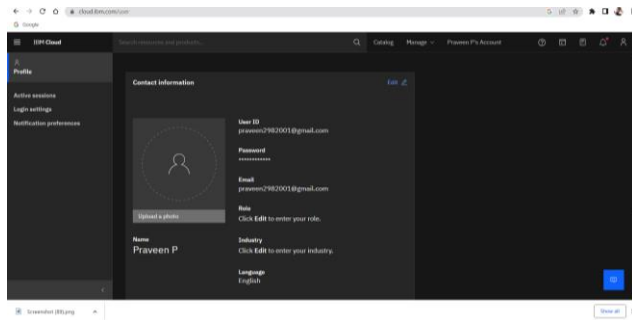 cloud.ibm.com/user
Google
IBM Cloud
Search resources and products...
Catalog
Manage
Praveen P's Account
Profile
Active sessions
Login settings
Notification preferences
Contact information
Edit
Upload a photo
Name
Praveen P
User ID
praveen2982001@gmail.com
Password
Email
praveen2982001@gmail.com
Role
Click Edit to enter your role.
Industry
Click Edit to enter your industry.
Language
English
Show all